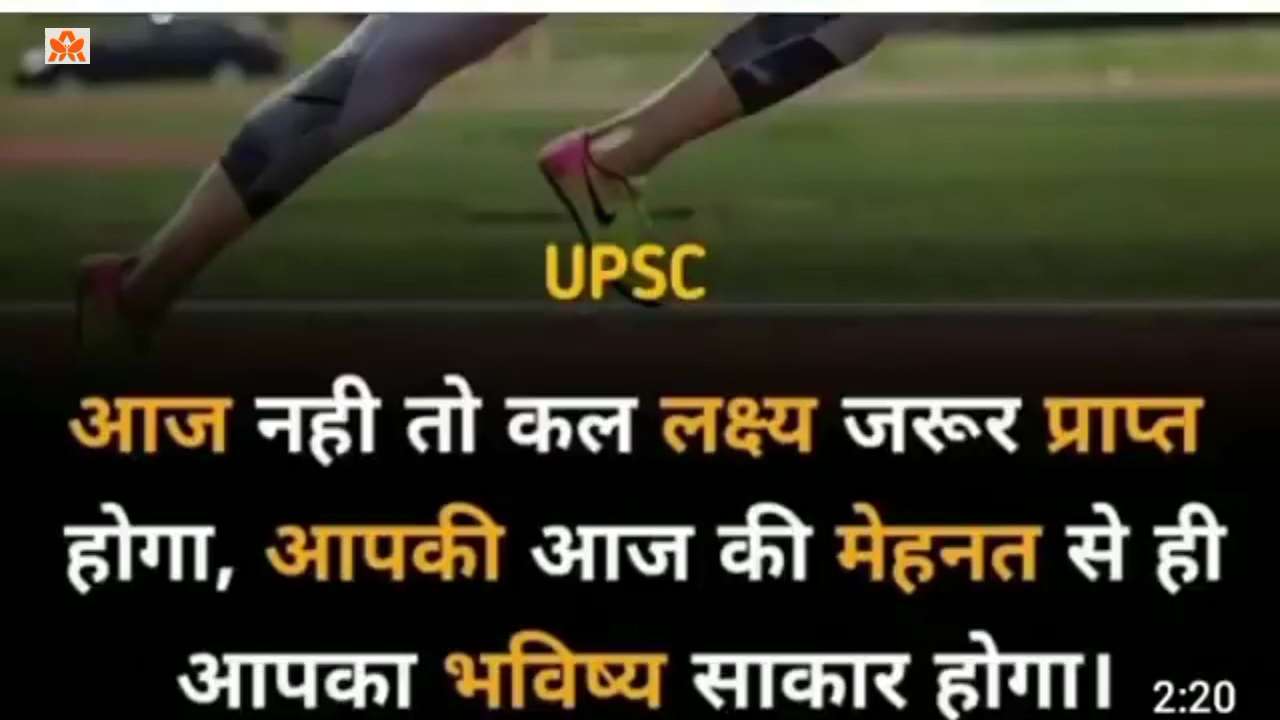 UPSC
आज नही तो कल लक्ष्य जरूर प्राप्त
होगा, आपकी आज की मेहनत से ही
आपका भविष्य साकार होगा।
2:20